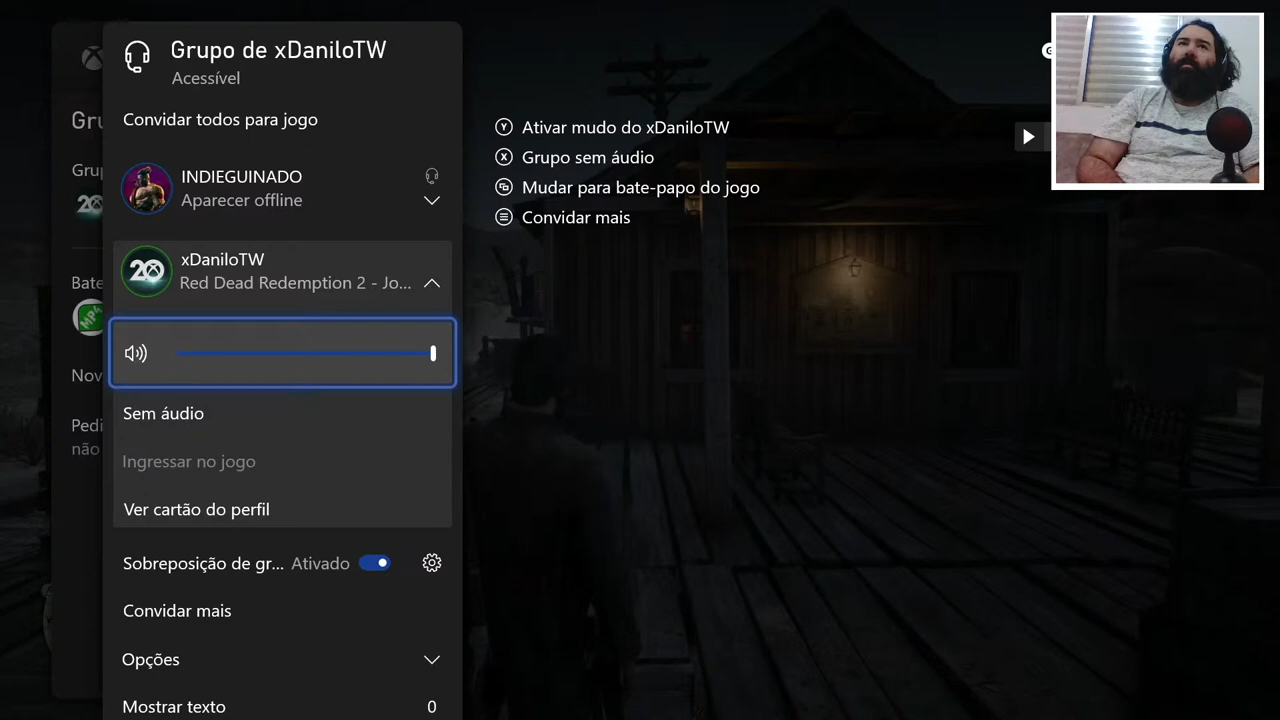 Grupo de xDaniloTW
Acessível
Convidar todos para jogo
INDIEGUINADO
Aparecer offline
20
xDaniloTW
Red Dead Redemption 2 - Jo...
Sem áudio
Ingressar no jogo
Ver cartão do perfil
Sobreposição de gr... Ativado
Convidar mais
Opções
Mostrar texto 0
Gru
Grup
20
Bate
MP4
Nov
Pedi
não
Y Ativar mudo do xDaniloTW
X Grupo sem áudio
Mudar para bate-papo do jogo
Convidar mais
G